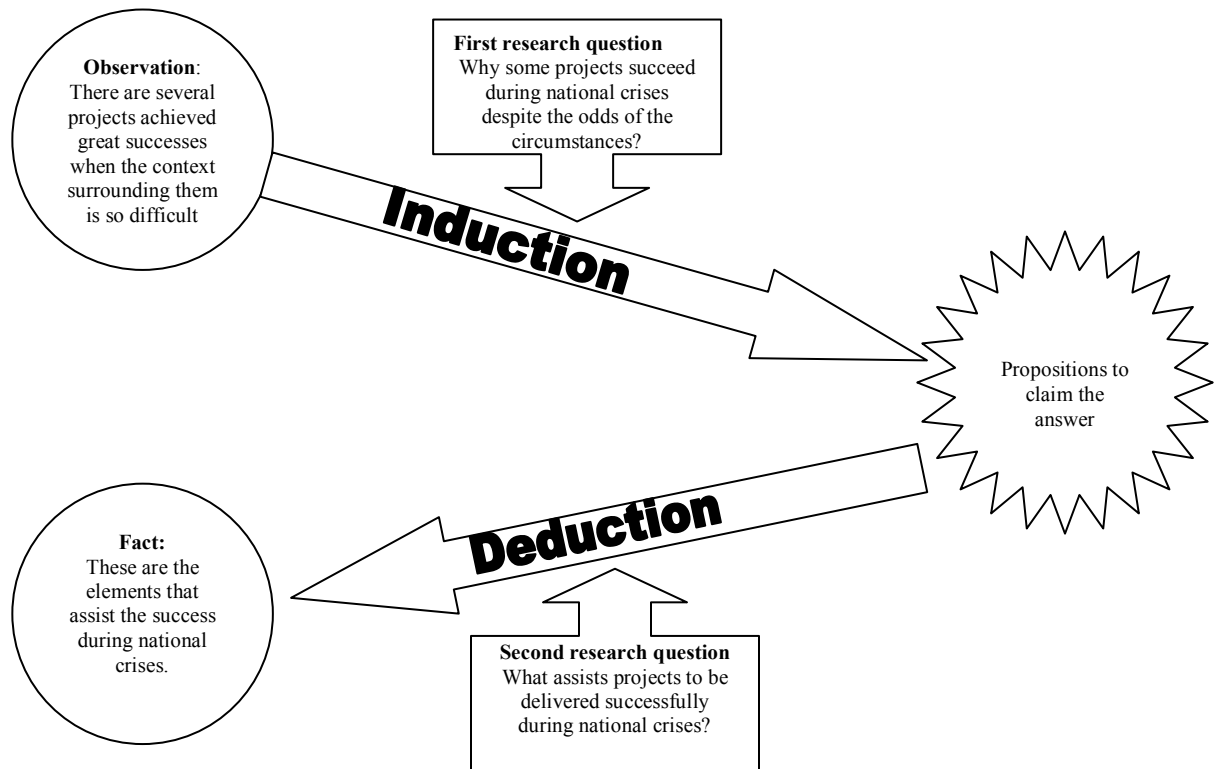 Observation:
There are several
projects achieved
great successes
when the context
surrounding them
is so difficult
First research question
Why some projects succeed
during national crises
despite the odds of the
circumstances?
Induction
Propositions to
claim the
answer
Deduction
Fact:
These are the
elements that
assist the success
during national
crises.
Second research question
What assists projects to be
delivered successfully
during national crises?